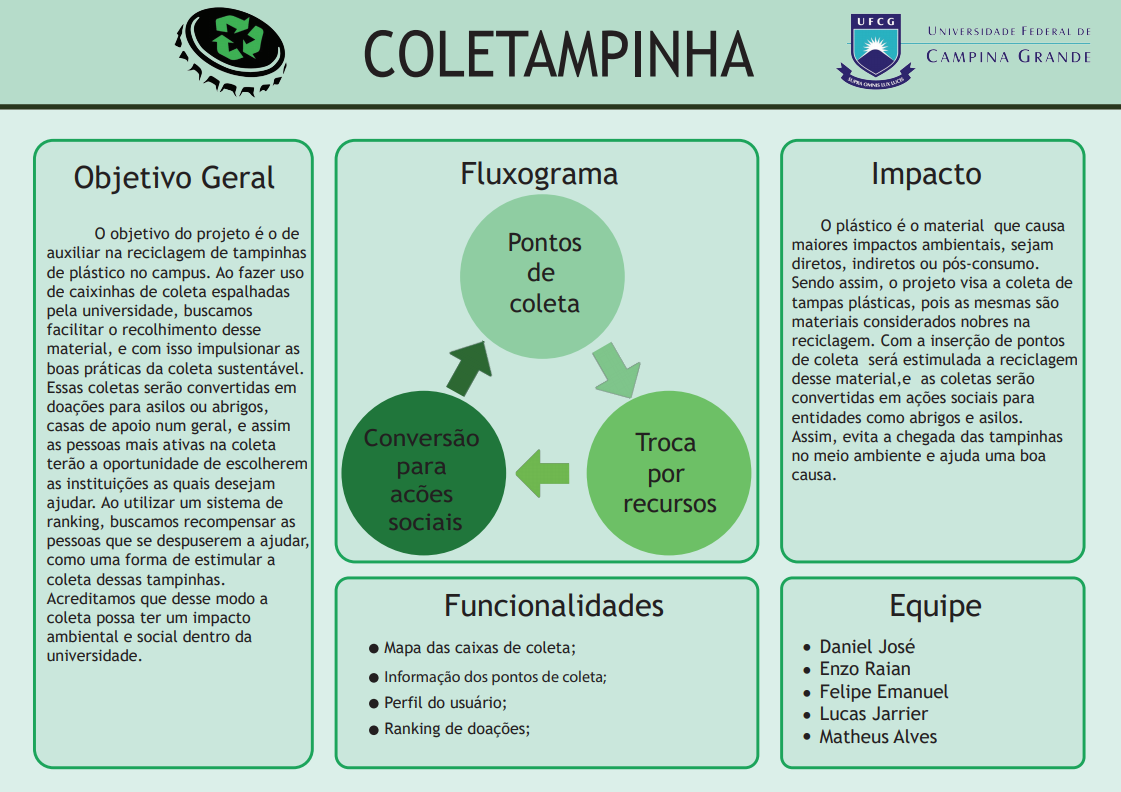 COLETAMPINHA
UFCG
SUPRA OMNIS LUX LUCIS
UNIVERSIDADE FEDERAL DE
CAMPINA GRANDE
Objetivo Geral
O objetivo do projeto é o de
auxiliar na reciclagem de tampinhas
de plástico no campus. Ao fazer uso
de caixinhas de coleta espalhadas
pela universidade, buscamos
facilitar o recolhimento desse
material, e com isso impulsionar as
boas práticas da coleta sustentável.
Essas coletas serão convertidas em
doações para asilos ou abrigos,
casas de apoio num geral, e assim
as pessoas mais ativas na coleta
terão a oportunidade de escolherem
as instituições as quais desejam
ajudar. Ao utilizar um sistema de
ranking, buscamos recompensar as
pessoas que se despuserem a ajudar,
como uma forma de estimular a
coleta dessas tampinhas.
Acreditamos que desse modo a
coleta possa ter um impacto
ambiental e social dentro da
universidade.
Fluxograma
Pontos
de
coleta
Troca
por
recursos
Conversão
para
acões
sociais
Funcionalidades
● Mapa das caixas de coleta;
● Informação dos pontos de coleta;
● Perfil do usuário;
● Ranking de doações;
Impacto
O plástico é o material que causa
maiores impactos ambientais, sejam
diretos, indiretos ou pós-consumo.
Sendo assim, o projeto visa a coleta de
tampas plásticas, pois as mesmas são
materiais considerados nobres na
reciclagem. Com a inserção de pontos
de coleta será estimulada a reciclagem
desse material,e as coletas serão
convertidas em ações sociais para
entidades como abrigos e asilos.
Assim, evita a chegada das tampinhas
no meio ambiente e ajuda uma boa
causa.
Equipe
• Daniel José
• Enzo Raian
• Felipe Emanuel
• Lucas Jarrier
• Matheus Alves